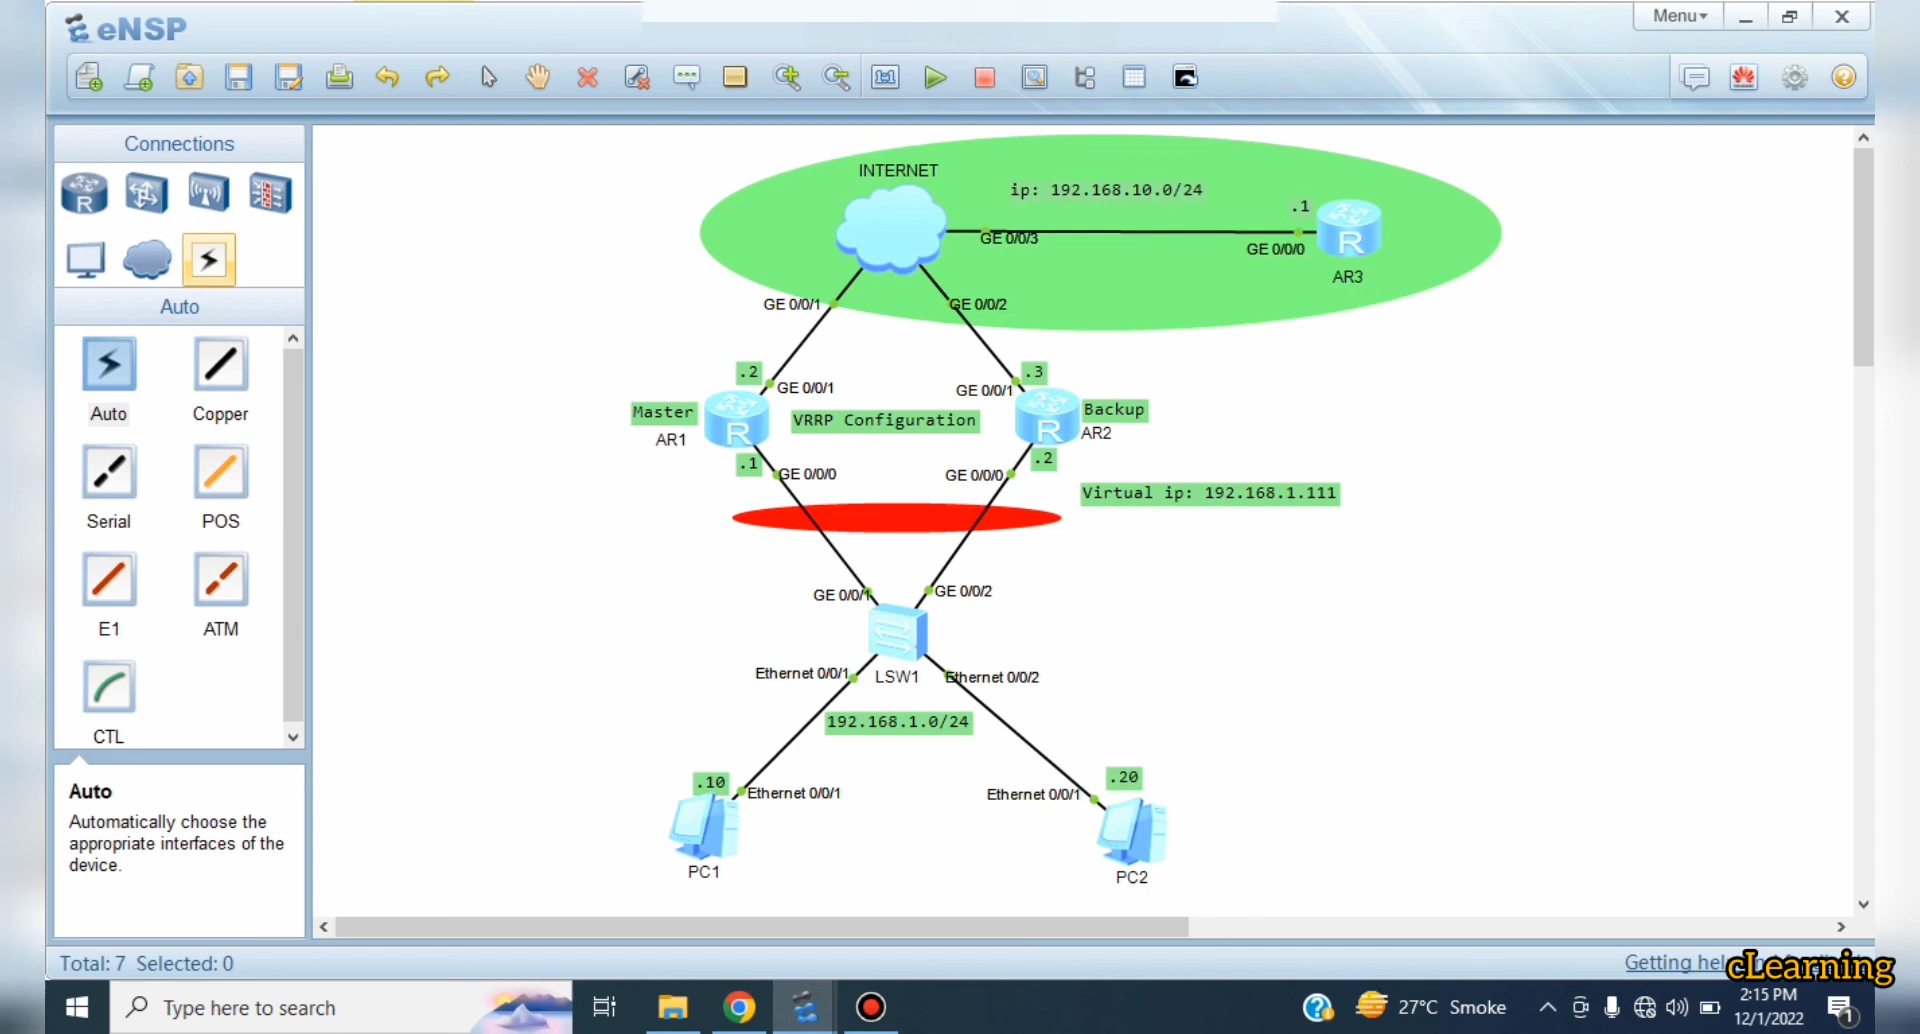 eNSP
Menu
Connections
Auto
Auto
Copper
Serial
POS
E1
ATM
CTL
Auto
Automatically choose the
appropriate interfaces of the
device.
INTERNET
ip: 192.168.10.0/24
.1
GE 0/0/3
GE 0/0/0
R
AR3
GE 0/0/1
GE 0/0/2
.2
.3
GE 0/0/1
GE 0/0/1
Master
VRRP Configuration
Backup
AR1
R
R
AR2
.1
.2
GE 0/0/0
GE 0/0/0
Virtual ip: 192.168.1.111
GE 0/0/1
GE 0/0/2
Ethernet 0/0/1
LSW1
Ethernet 0/0/2
192.168.1.0/24
.10
.20
Ethernet 0/0/1
Ethernet 0/0/1
PC1
PC2
Total: 7 Selected: 0
Getting
cLearning
Type here to search
27°C Smoke
2:15 PM
12/1/2022
1